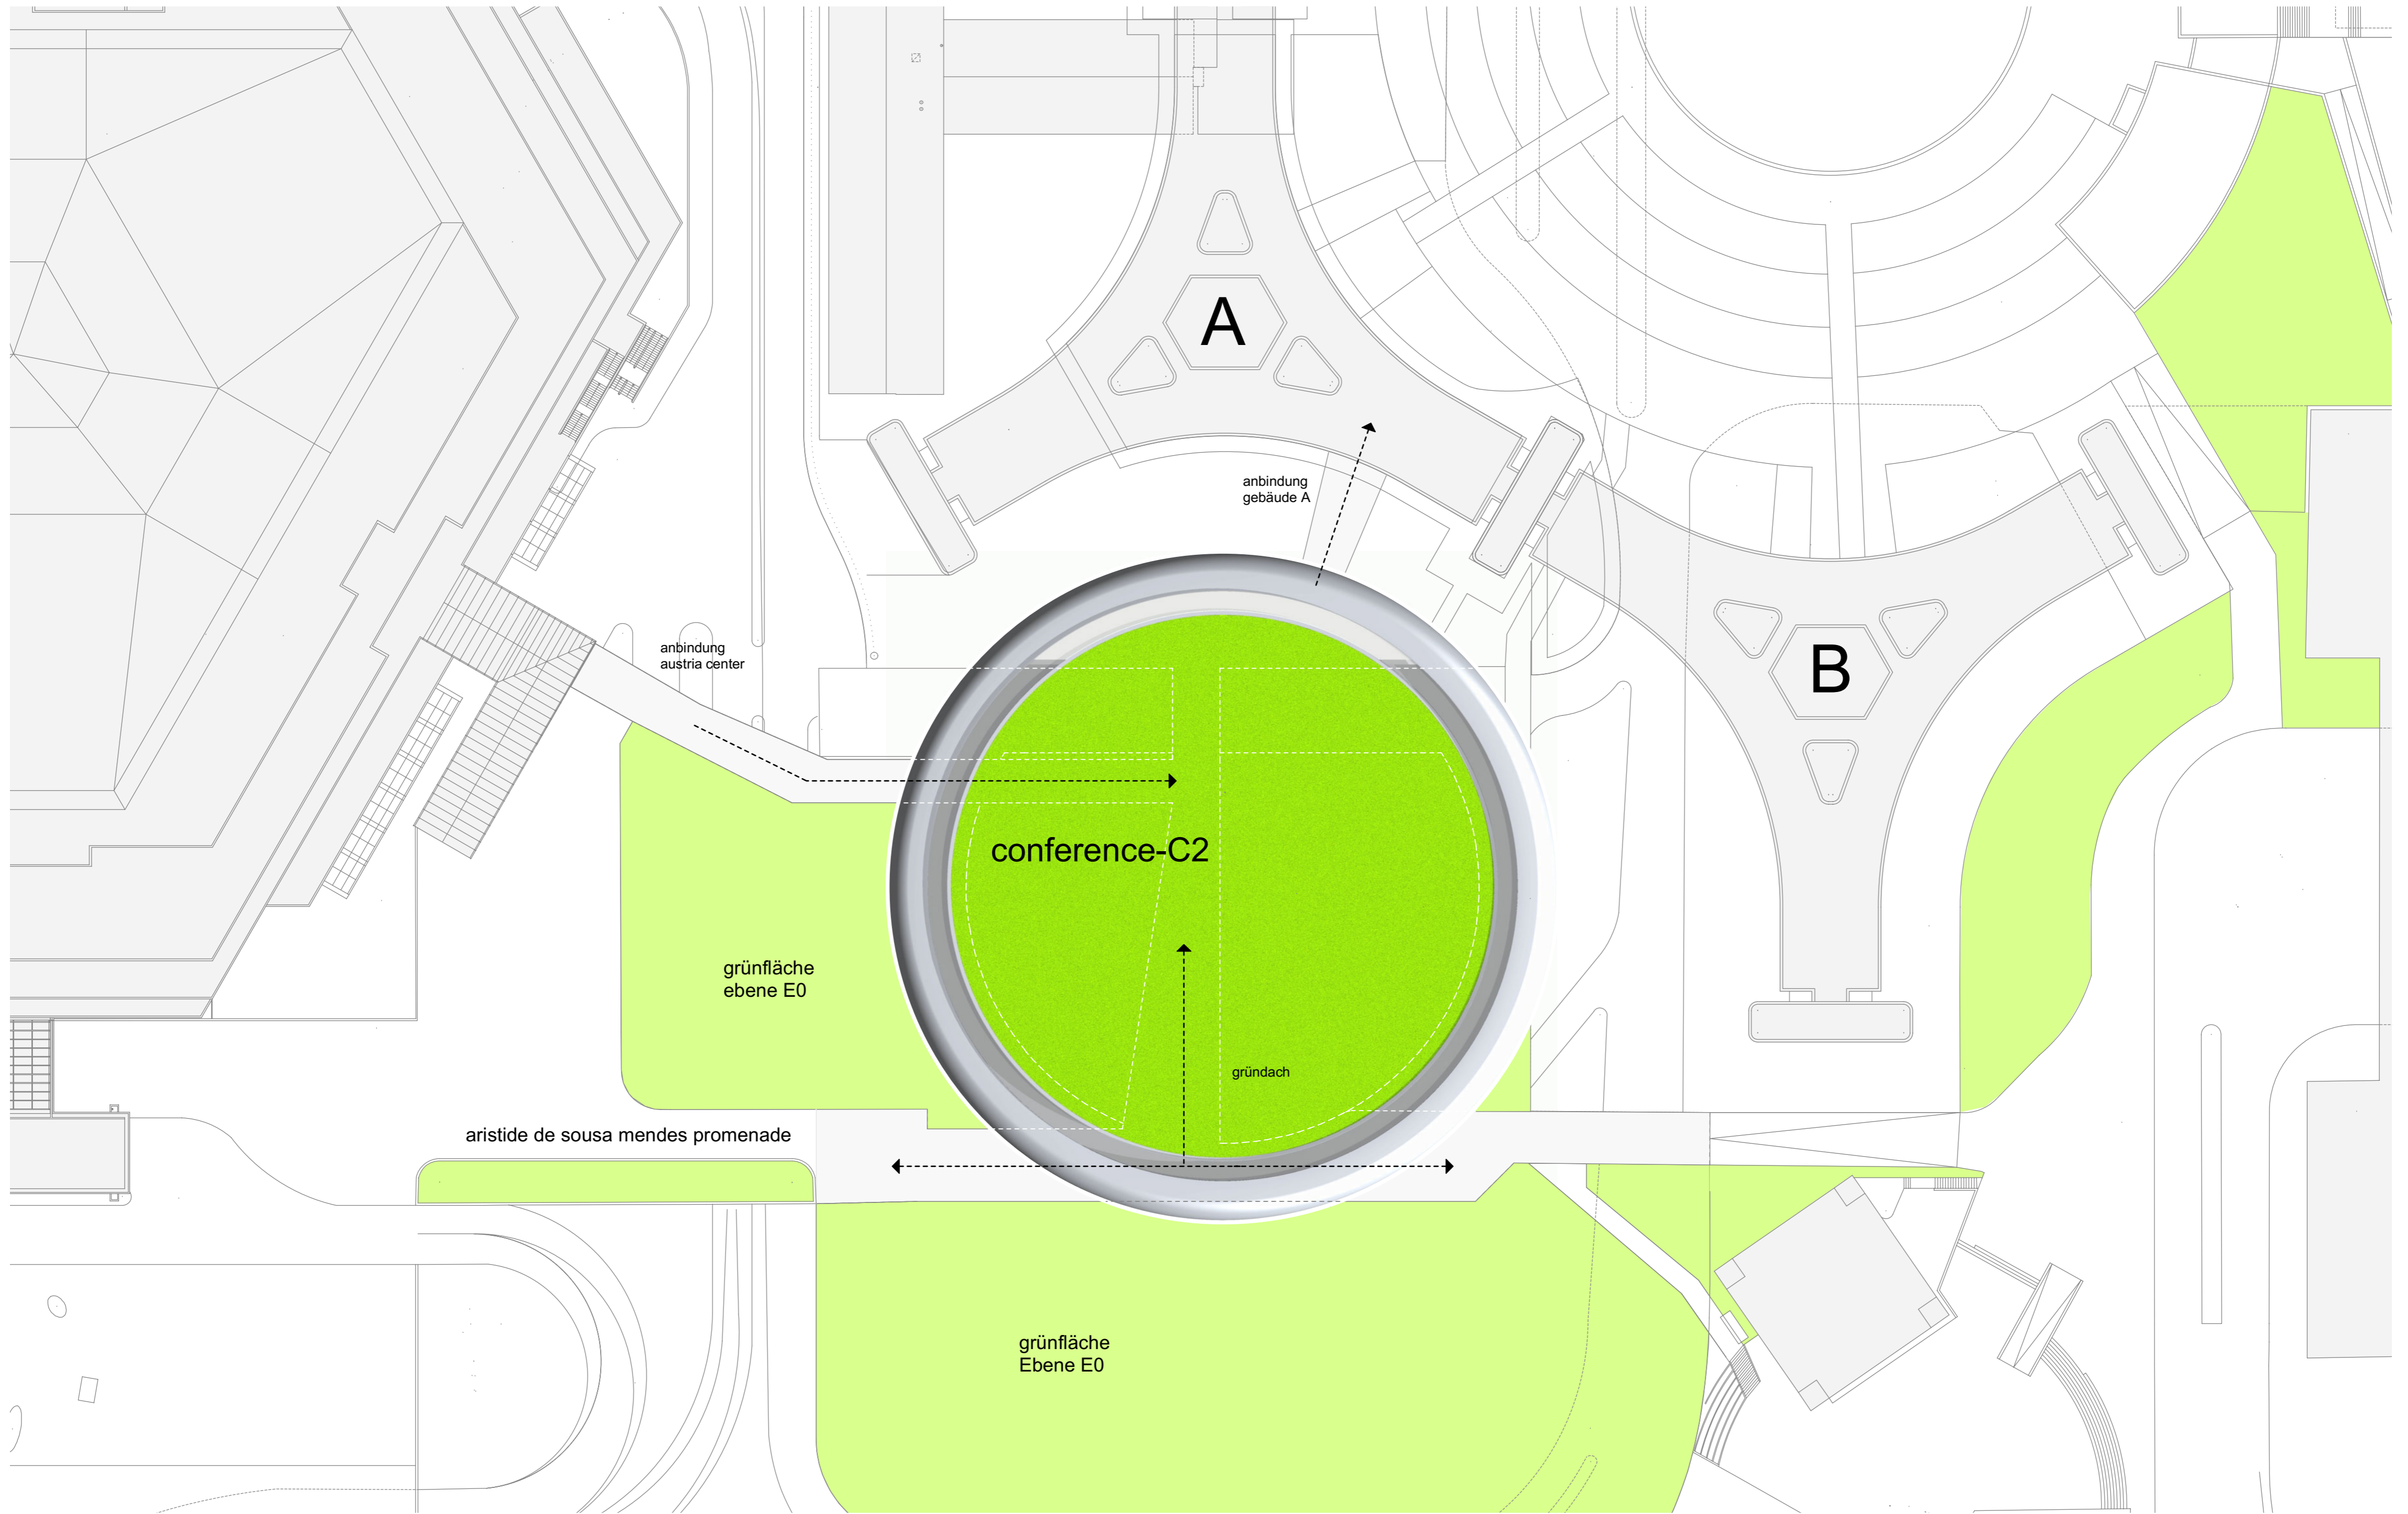 A
anbindung
gebäude A
anbindung
austria center
B
conference-C2
grünfläche
ebene E0
gründach
aristide de sousa mendes promenade
grünfläche
Ebene E0